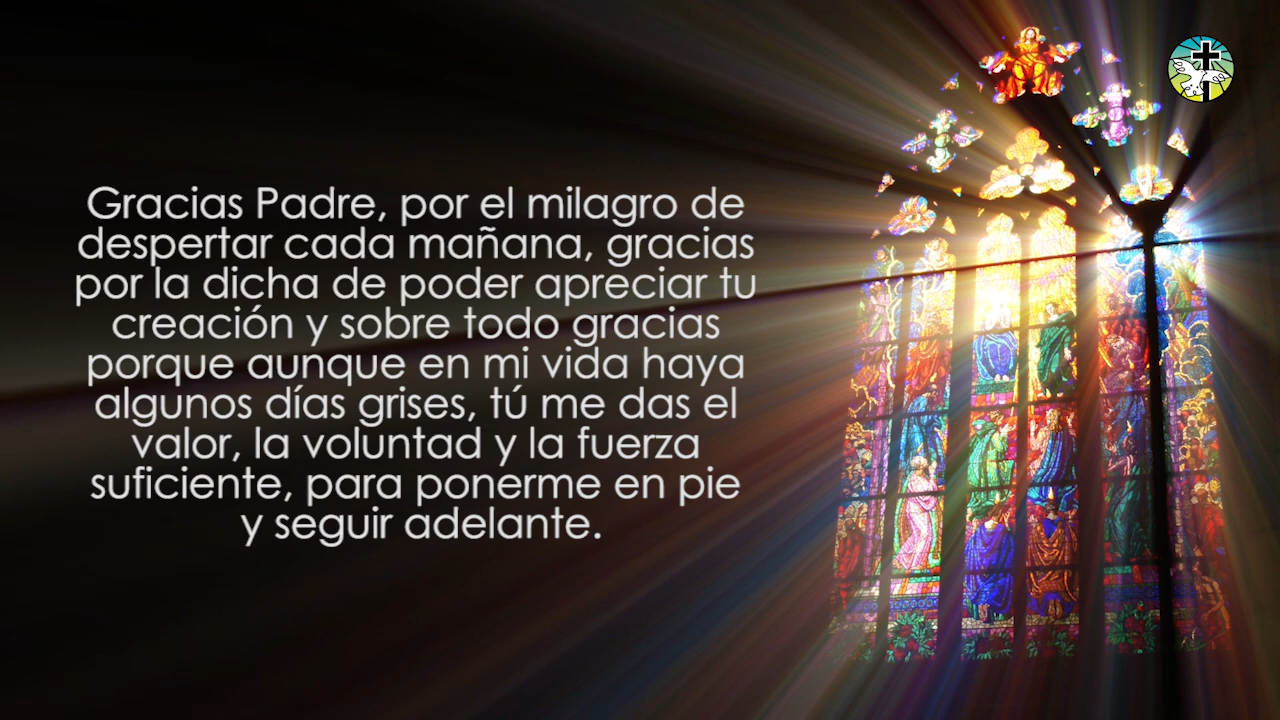 Gracias Padre, por el milagro de
despertar cada mañana, gracias
por la dicha de poder apreciar tu
creación y sobre todo gracias
porque aunque en mi vida haya
algunos días grises, tú me das el
valor, la voluntad y la fuerza
suficiente, para ponerme en pie
y seguir adelante.